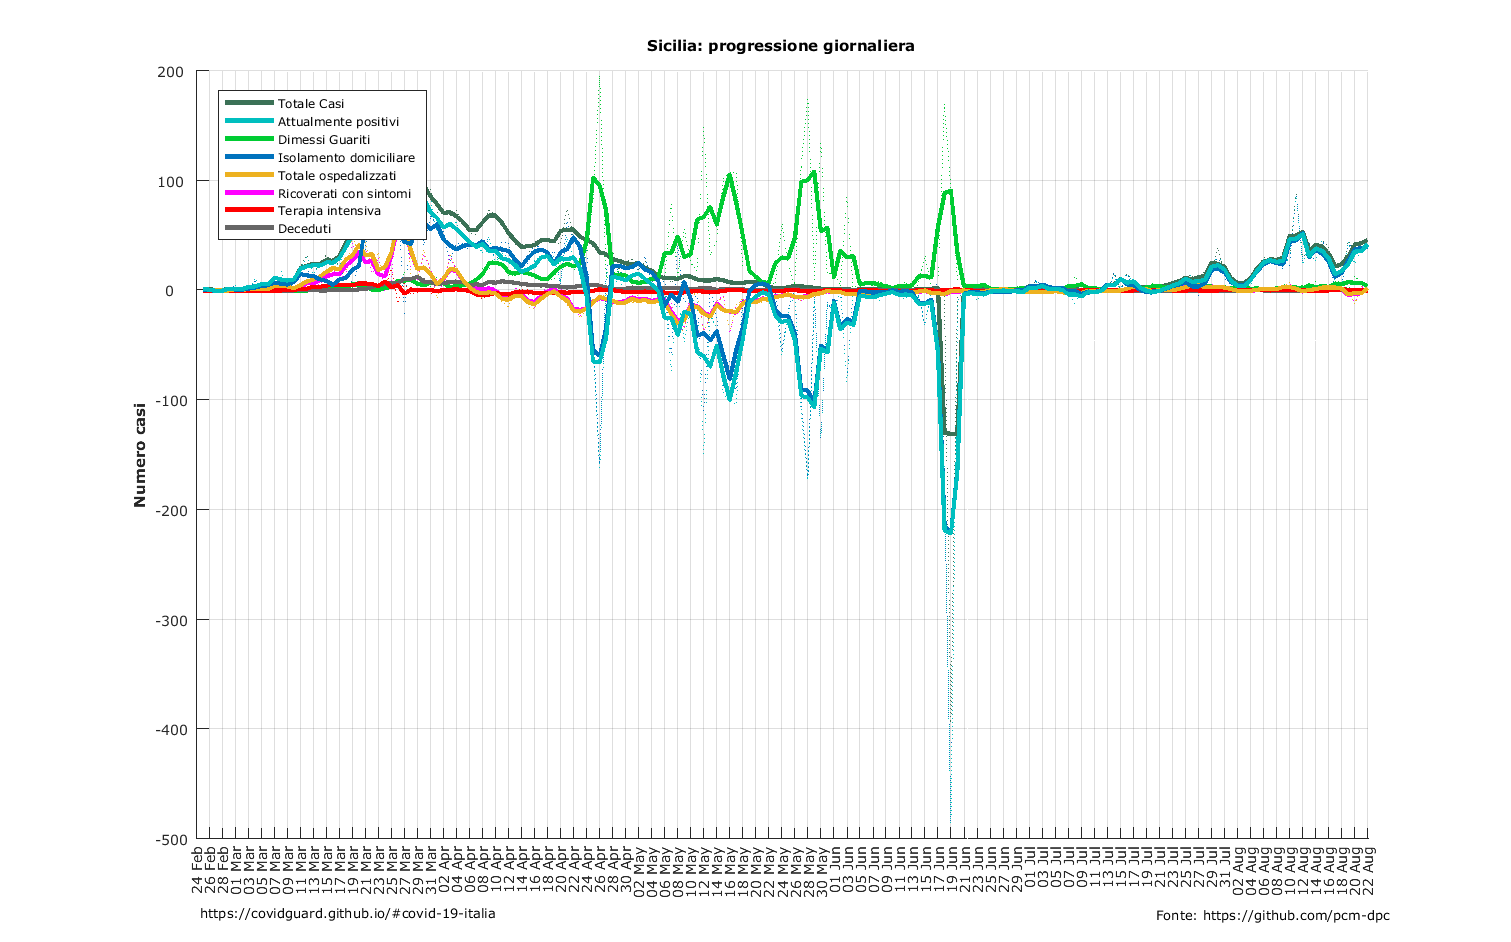 Sicilia: progressione giornaliera
200
100
0
-100
-200
-300
-400
-500
Numero casi
Totale Casi
Attualmente positivi
Dimessi Guariti
Isolamento domiciliare
Totale ospedalizzati
Ricoverati con sintomi
Terapia intensiva
Deceduti
24 Feb
26 Feb
28 Feb
01 Mar
03 Mar
05 Mar
07 Mar
09 Mar
11 Mar
13 Mar
15 Mar
17 Mar
19 Mar
21 Mar
23 Mar
25 Mar
27 Mar
29 Mar
31 Mar
02 Apr
04 Apr
06 Apr
08 Apr
10 Apr
12 Apr
14 Apr
16 Apr
18 Apr
20 Apr
22 Apr
24 Apr
26 Apr
28 Apr
30 Apr
02 May
04 May
06 May
08 May
10 May
12 May
14 May
16 May
18 May
20 May
22 May
24 May
26 May
28 May
30 May
01 Jun
03 Jun
05 Jun
07 Jun
09 Jun
11 Jun
13 Jun
15 Jun
17 Jun
19 Jun
21 Jun
23 Jun
25 Jun
27 Jun
29 Jun
01 Jul
03 Jul
05 Jul
07 Jul
09 Jul
11 Jul
13 Jul
15 Jul
17 Jul
19 Jul
21 Jul
23 Jul
25 Jul
27 Jul
29 Jul
31 Jul
02 Aug
04 Aug
06 Aug
08 Aug
10 Aug
12 Aug
14 Aug
16 Aug
18 Aug
20 Aug
22 Aug
https://covidguard.github.io/#covid-19-italia
Fonte: https://github.com/pcm-dpc